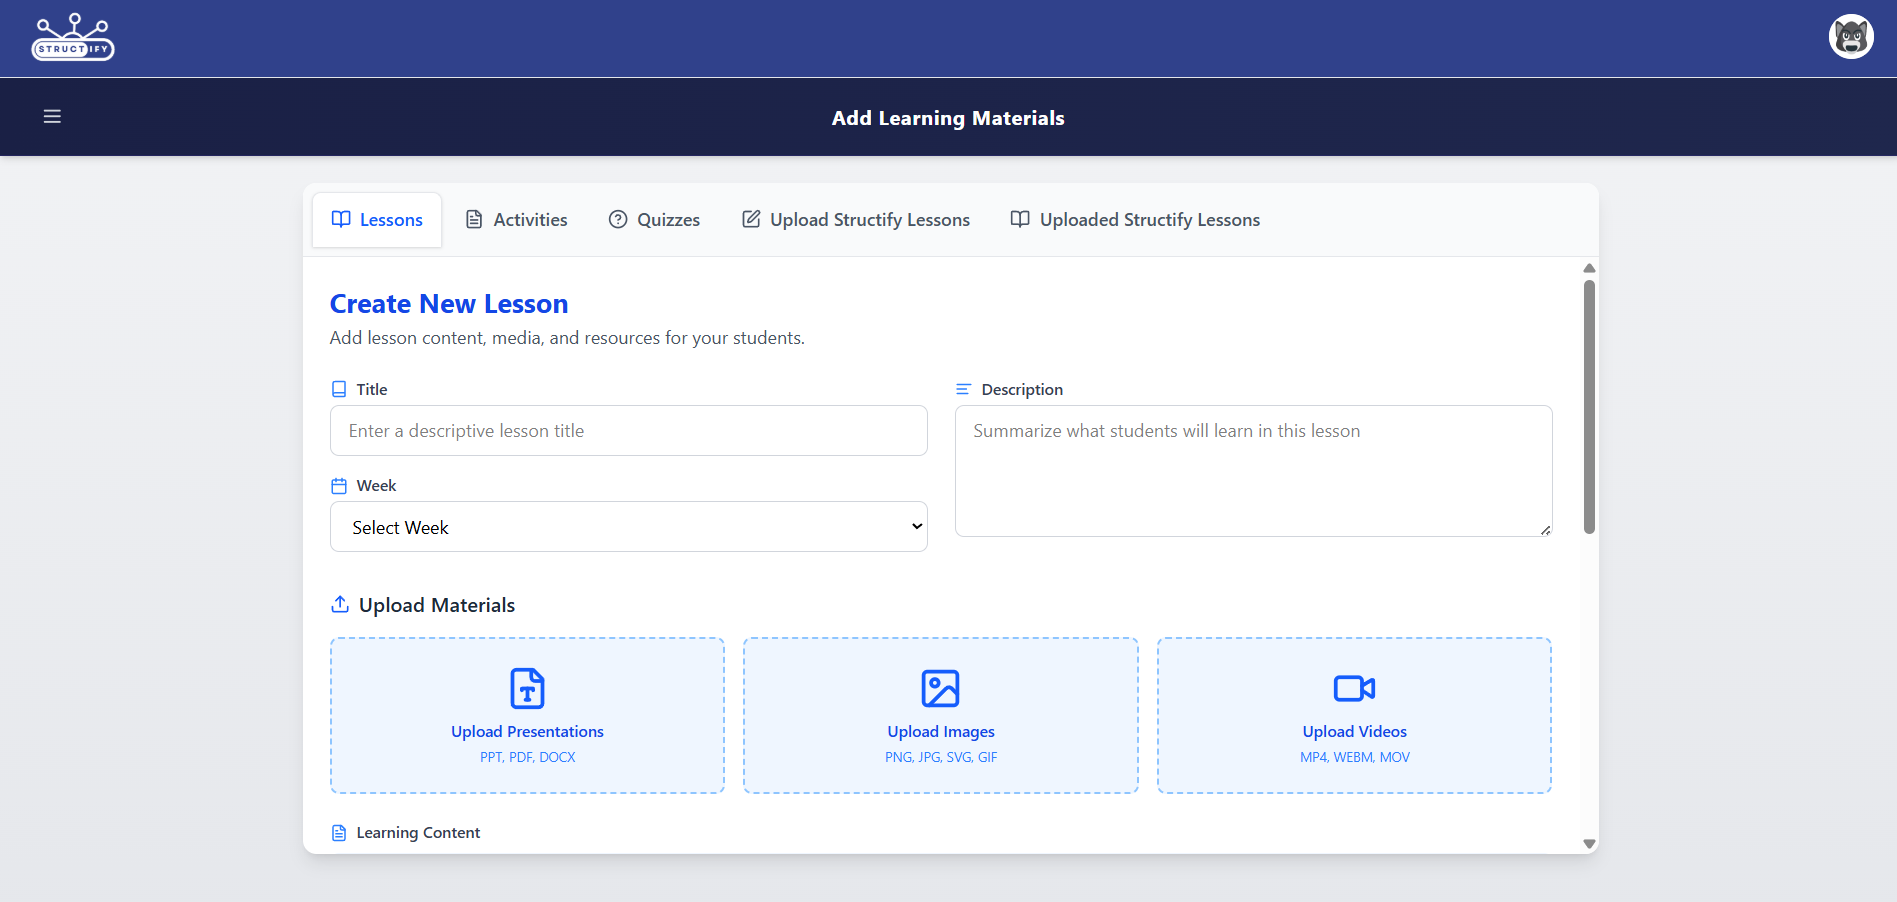 STRUCTIFY
Add Learning Materials
Lessons
Activities
Quizzes
Upload Structify Lessons
Uploaded Structify Lessons
Create New Lesson
Add lesson content, media, and resources for your students.
Title
Enter a descriptive lesson title
Description
Summarize what students will learn in this lesson
Week
Select Week
Upload Materials
Upload Presentations
PPT, PDF, DOCX
Upload Images
PNG, JPG, SVG, GIF
Upload Videos
MP4, WEBM, MOV
Learning Content